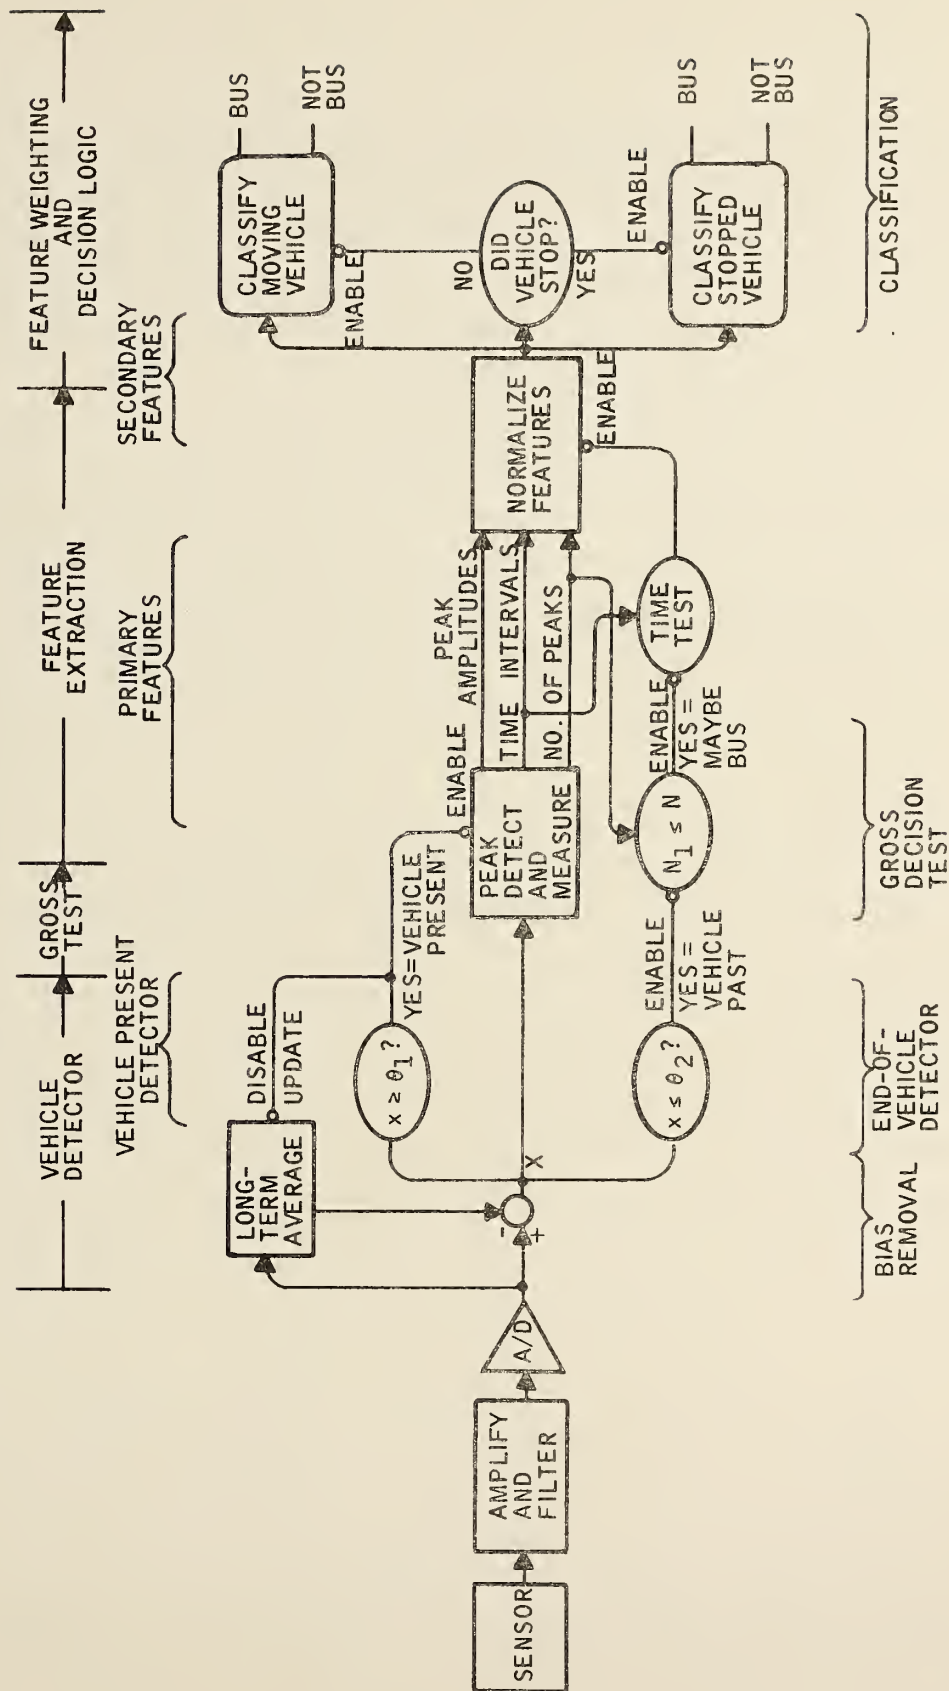 VEHICLE
DETECTOR
GROSS
TEST
FEATURE
EXTRACTION
FEATURE WEIGHTING
AND
DECISION LOGIC
VEHICLE PRESENT
DETECTOR
PRIMARY
FEATURES
SECONDARY
FEATURES
LONG-
TERM
AVERAGE
DISABLE
UPDATE
x ≥ θ1?
YES=VEHICLE
PRESENT
ENABLE
SENSOR
AMPLIFY
AND
FILTER
A/D
-
+
X
PEAK
DETECT
AND
MEASURE
PEAK
AMPLITUDES
TIME INTERVALS
NO. OF PEAKS
NORMALIZE
FEATURES
ENABLE
x ≤ θ2?
ENABLE
YES =
VEHICLE
PAST
N1 ≤ N
ENABLE
YES =
MAYBE
BUS
TIME
TEST
CLASSIFY
MOVING
VEHICLE
BUS
NOT
BUS
ENABLE
NO
DID
VEHICLE
STOP?
YES
ENABLE
CLASSIFY
STOPPED
VEHICLE
BUS
NOT
BUS
BIAS
REMOVAL
END-OF-
VEHICLE
DETECTOR
GROSS
DECISION
TEST
CLASSIFICATION